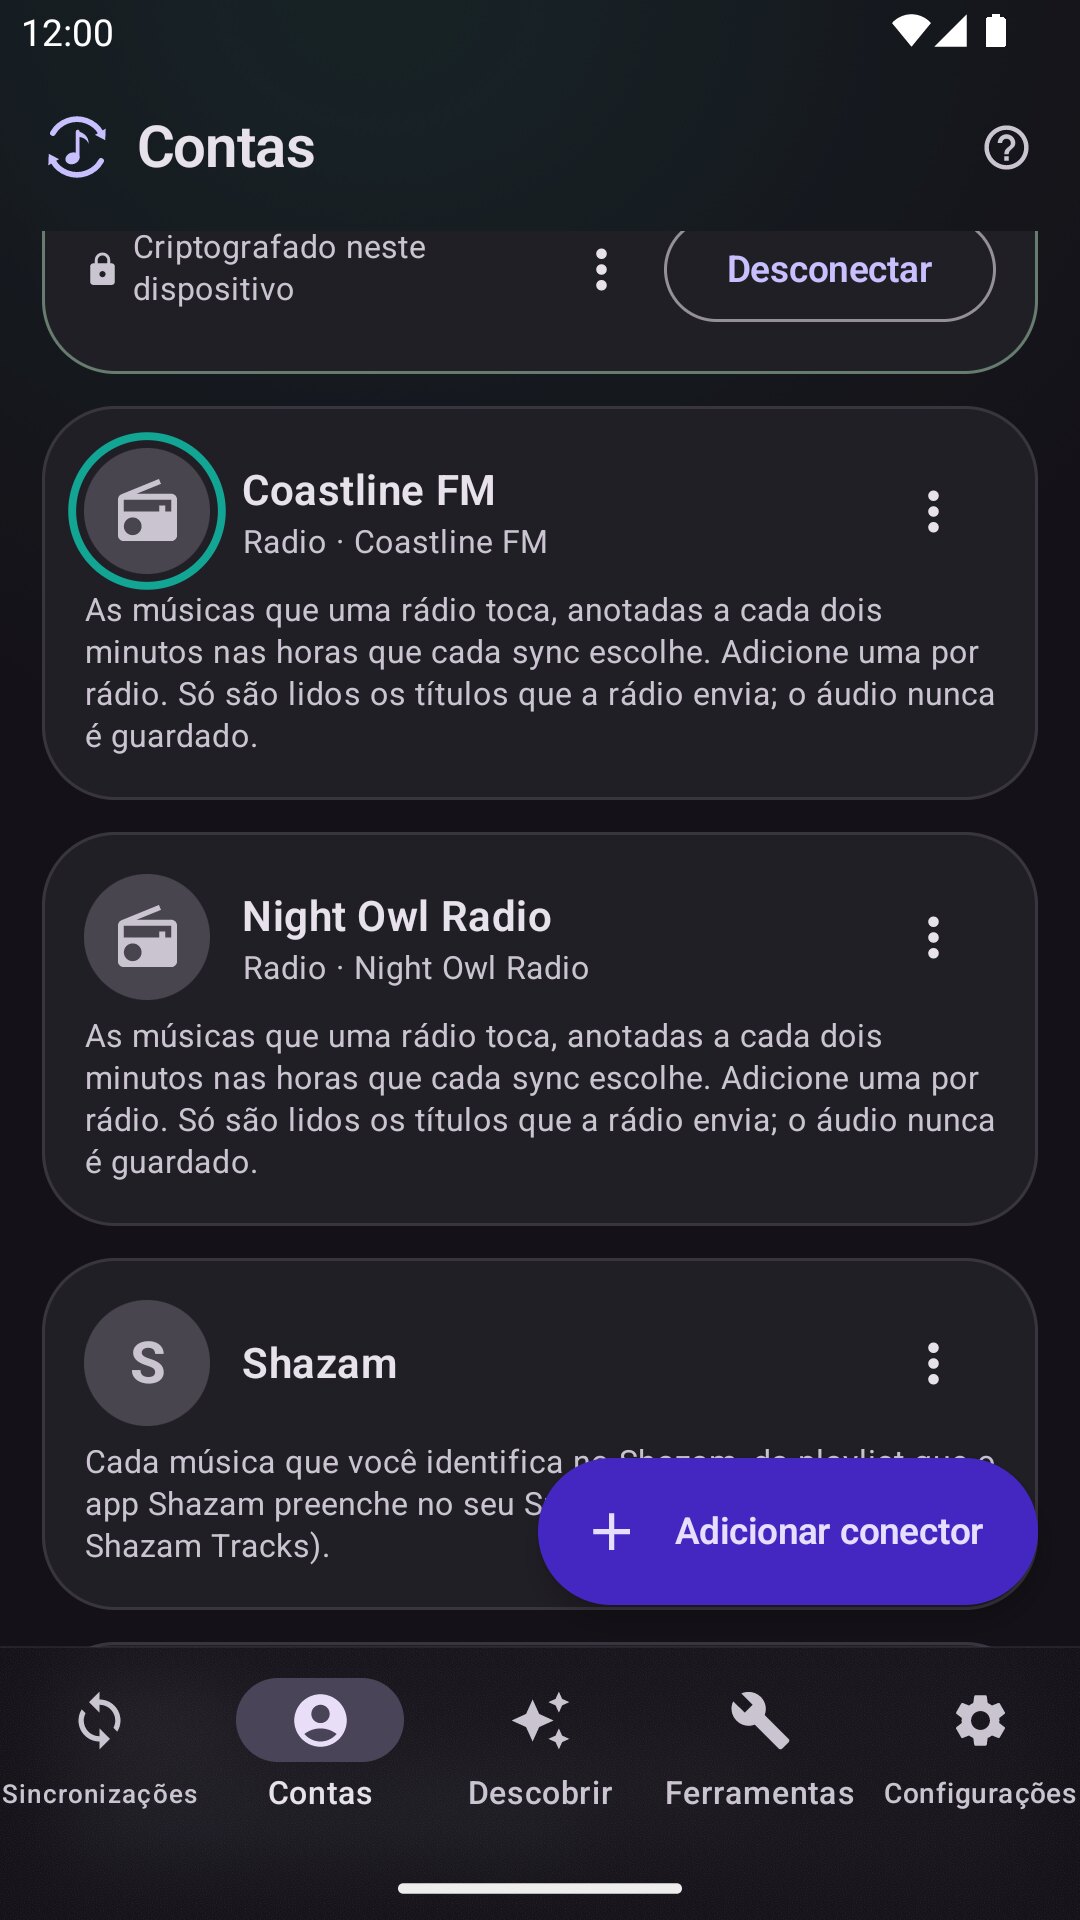 12:00
Contas
Criptografado neste
dispositivo
Desconectar
Coastline FM
Radio · Coastline FM
As músicas que uma rádio toca, anotadas a cada dois
minutos nas horas que cada sync escolhe. Adicione uma por
rádio. Só são lidos os títulos que a rádio envia; o áudio nunca
é guardado.
Night Owl Radio
Radio · Night Owl Radio
As músicas que uma rádio toca, anotadas a cada dois
minutos nas horas que cada sync escolhe. Adicione uma por
rádio. Só são lidos os títulos que a rádio envia; o áudio nunca
é guardado.
S
Shazam
Cada música que você identifica no Shazam, da playlist que o
app Shazam preenche no seu
Shazam Tracks).
Adicionar conector
Sincronizações
Contas
Descobrir
Ferramentas
Configurações